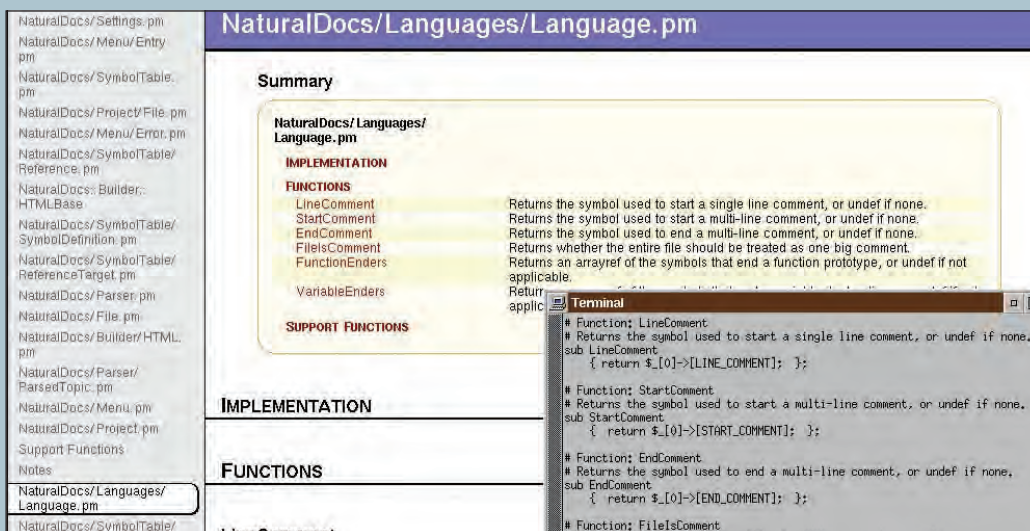 NaturalDocs/Settings.pm
NaturalDocs/Menu/Entry
pm
NaturalDocs/SymbolTable.
pm
NaturalDocs/Project/File.pm
NaturalDocs/Menu/Error.pm
NaturalDocs/SymbolTable/
Reference.pm
NaturalDocs::Builder::
HTMLBase
NaturalDocs/SymbolTable/
SymbolDefinition.pm
NaturalDocs/SymbolTable/
ReferenceTarget.pm
NaturalDocs/Parser.pm
NaturalDocs/File.pm
NaturalDocs/Builder/HTML.
pm
NaturalDocs/Parser/
ParsedTopic.pm
NaturalDocs/Menu.pm
NaturalDocs/Project.pm
Support Functions
Notes
NaturalDocs/Languages/
Language.pm
NaturalDocs/SymbolTable/
NaturalDocs/Languages/Language.pm
Summary
NaturalDocs/Languages/
Language.pm
IMPLEMENTATION
FUNCTIONS
LineComment Returns the symbol used to start a single line comment, or undef if none.
StartComment Returns the symbol used to start a multi-line comment, or undef if none.
EndComment Returns the symbol used to end a multi-line comment, or undef if none.
FileIsComment Returns whether the entire file should be treated as one big comment.
FunctionEnders Returns an arrayref of the symbols that end a function prototype, or undef if not
applicable.
VariableEnders Return
applic
SUPPORT FUNCTIONS
IMPLEMENTATION
FUNCTIONS
Terminal
# Function: LineComment
# Returns the symbol used to start a single line comment, or undef if none.
sub LineComment
{ return $_[0]->[LINE_COMMENT]; };
# Function: StartComment
# Returns the symbol used to start a multi-line comment, or undef if none.
sub StartComment
{ return $_[0]->[START_COMMENT]; };
# Function: EndComment
# Returns the symbol used to end a multi-line comment, or undef if none.
sub EndComment
{ return $_[0]->[END_COMMENT]; };
# Function: FileIsComment